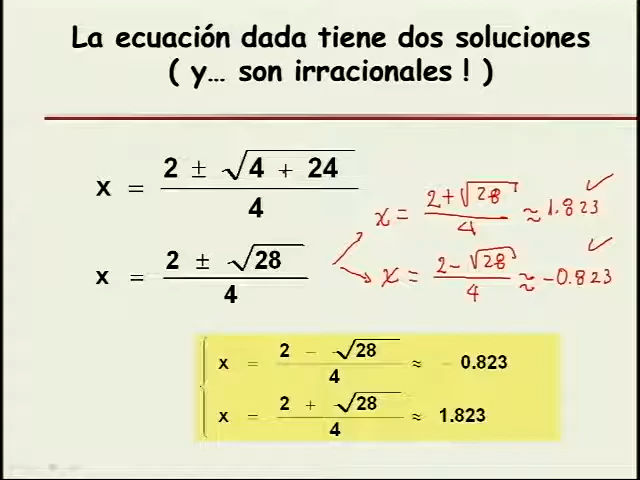 La ecuación dada tiene dos soluciones
( y... son irracionales ! )
x = 2 ± √4 + 24 / 4
x = 2 + √28 / 4 ≈ 1.823 ✓
x = 2 ± √28 / 4
x = 2 - √28 / 4 ≈ -0.823 ✓
x = 2 - √28 / 4 ≈ - 0.823
x = 2 + √28 / 4 ≈ 1.823